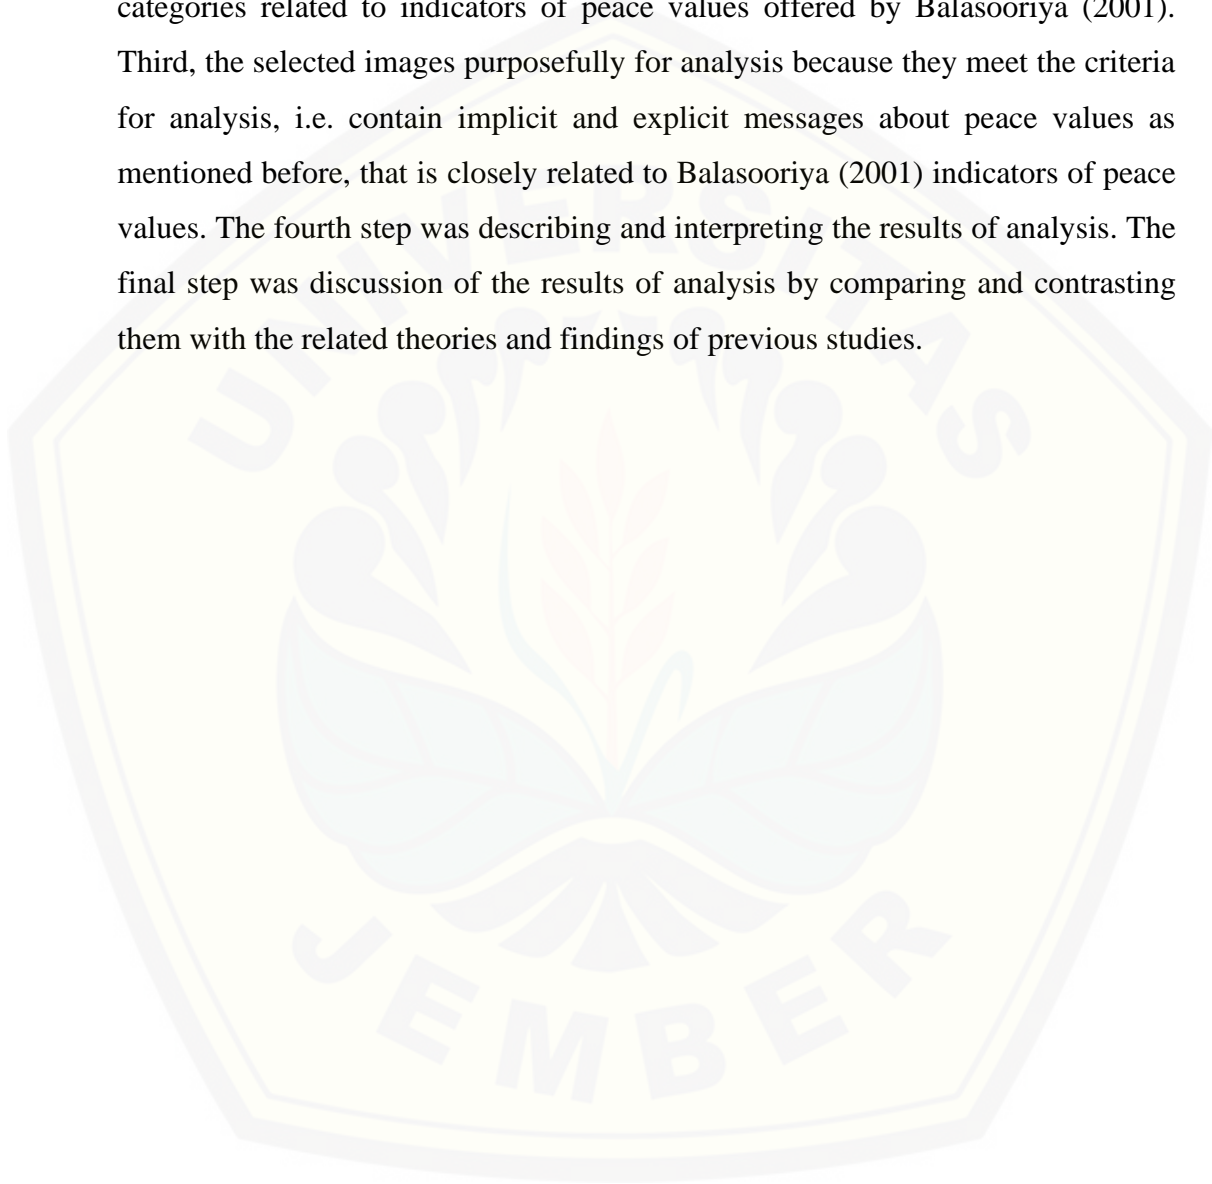 categories related to indicators of peace values offered by Balasooriya (2001).
Third, the selected images purposefully for analysis because they meet the criteria
for analysis, i.e. contain implicit and explicit messages about peace values as
mentioned before, that is closely related to Balasooriya (2001) indicators of peace
values. The fourth step was describing and interpreting the results of analysis. The
final step was discussion of the results of analysis by comparing and contrasting
them with the related theories and findings of previous studies.
UNIVERSITAS
JEMBER